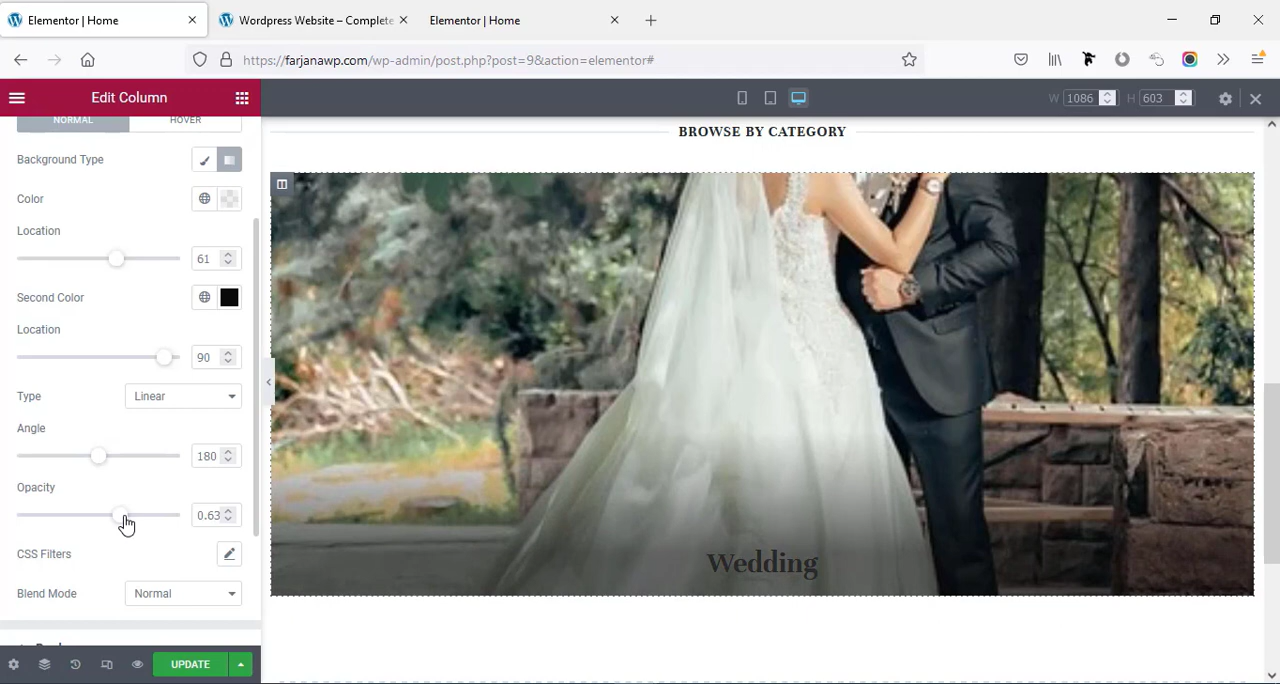 Elementor | Home
Wordpress Website – Complete
Elementor | Home
https://farjanawp.com/wp-admin/post.php?post=9&action=elementor#
Edit Column
W 1086 H 603
NORMAL HOVER
BROWSE BY CATEGORY
Background Type
Color
Location
61
Second Color
Location
90
Type Linear
Angle
180
Opacity
0.63
CSS Filters
Wedding
Blend Mode Normal
UPDATE